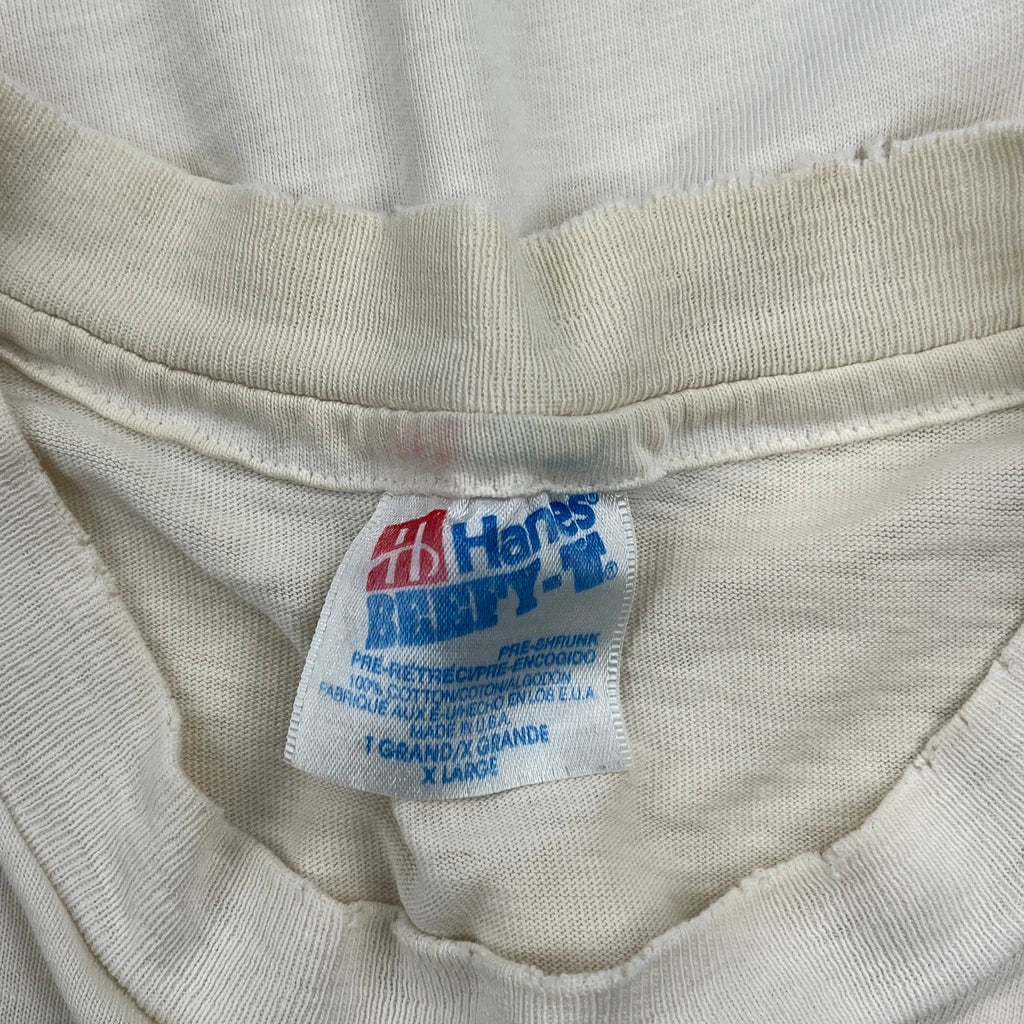 Hanes®
BEEFY-T®
PRE-SHRUNK
PRE-RETRECI/PRE-ENCOGIDO
100% COTTON/COTON/ALGODON
FABRIQUE AUX E-U/HECHO EN LOS E.U.A
MADE IN U.S.A
T GRAND/X GRANDE
X LARGE